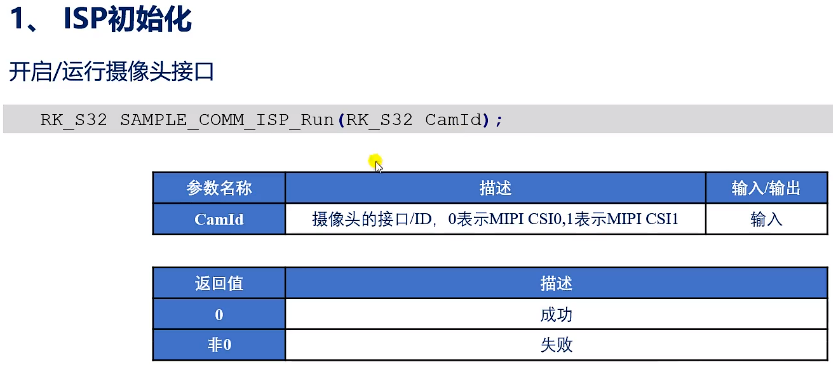 1、 ISP初始化
开启/运行摄像头接口
RK_S32 SAMPLE_COMM_ISP_Run(RK_S32 CamId);
参数名称 描述 输入/输出
CamId 摄像头的接口/ID，0表示MIPI CSI0,1表示MIPI CSI1 输入
返回值 描述
0 成功
非0 失败